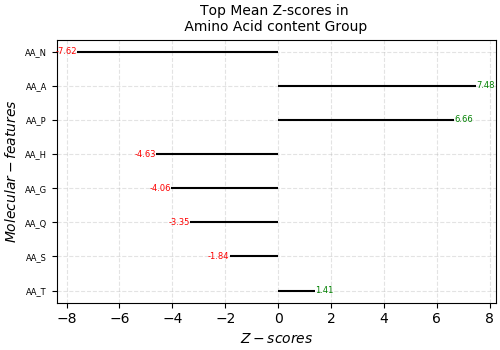 Top Mean Z-scores in
Amino Acid content Group
AA_N
7.62
AA_A
7.48
AA_P
6.66
AA_H
-4.63
AA_G
-4.06
AA_Q
-3.35
AA_S
-1.84
AA_T
1.41
Molecular − features
−8 −6 −4 −2 0 2 4 6 8
Z − scores